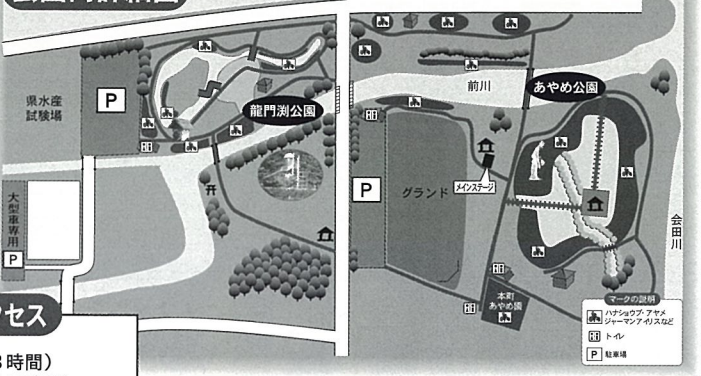 県水産
試験場
P
龍門渕公園
大型車専用
P
前川
あやめ公園
P
グランド
メインステージ
会田川
本町
あやめ園
マークの説明
ハナショウブ・アヤメ
ジャーマンアイリスなど
トイレ
P 駐車場
セス
時間）